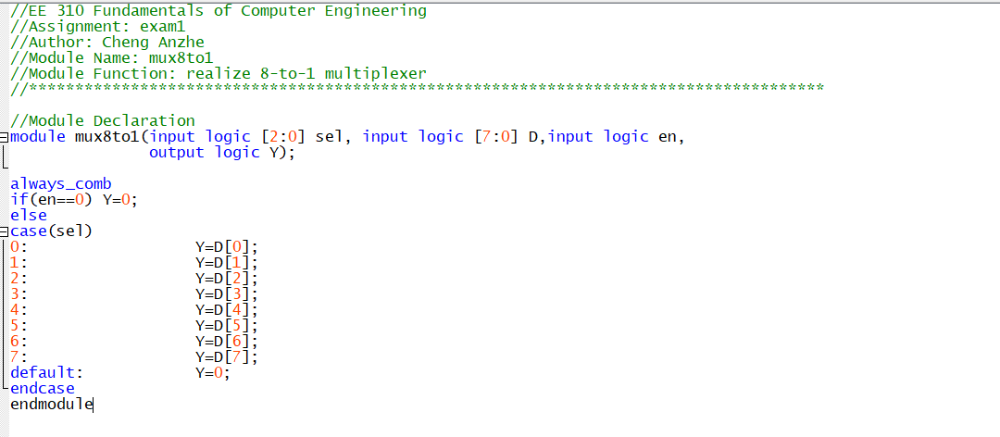 //EE 310 Fundamentals of Computer Engineering
//Assignment: exam1
//Author: Cheng Anzhe
//Module Name: mux8to1
//Module Function: realize 8-to-1 multiplexer
//**************************************************************************************
//Module Declaration
module mux8to1(input logic [2:0] sel, input logic [7:0] D,input logic en,
output logic Y);
always_comb
if(en==0) Y=0;
else
case(sel)
0: Y=D[0];
1: Y=D[1];
2: Y=D[2];
3: Y=D[3];
4: Y=D[4];
5: Y=D[5];
6: Y=D[6];
7: Y=D[7];
default: Y=0;
endcase
endmodule